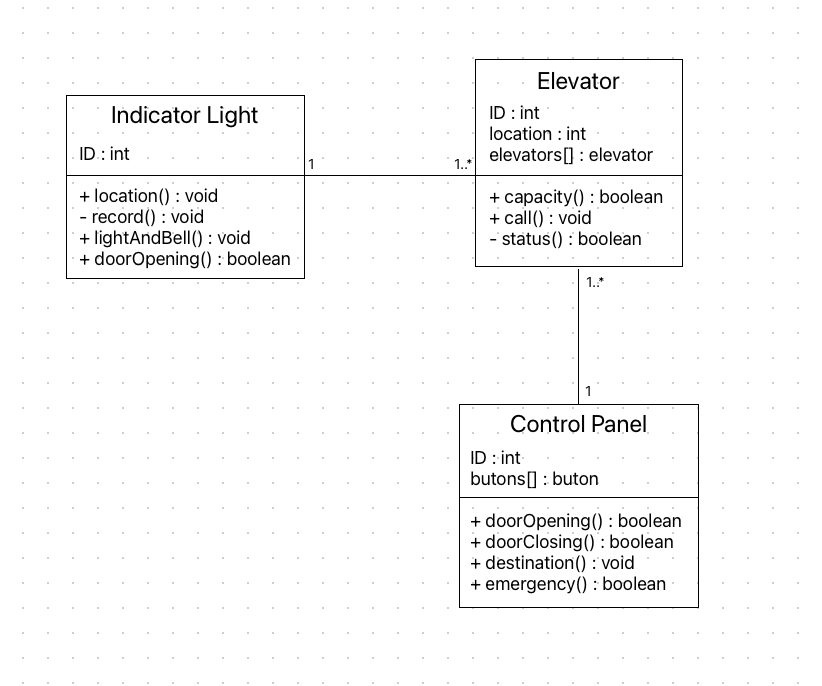 Indicator Light
ID : int
+ location() : void
- record() : void
+ lightAndBell() : void
+ doorOpening() : boolean
1
1..*
Elevator
ID : int
location : int
elevators[] : elevator
+ capacity() : boolean
+ call() : void
- status() : boolean
1..*
1
Control Panel
ID : int
butons[] : buton
+ doorOpening() : boolean
+ doorClosing() : boolean
+ destination() : void
+ emergency() : boolean